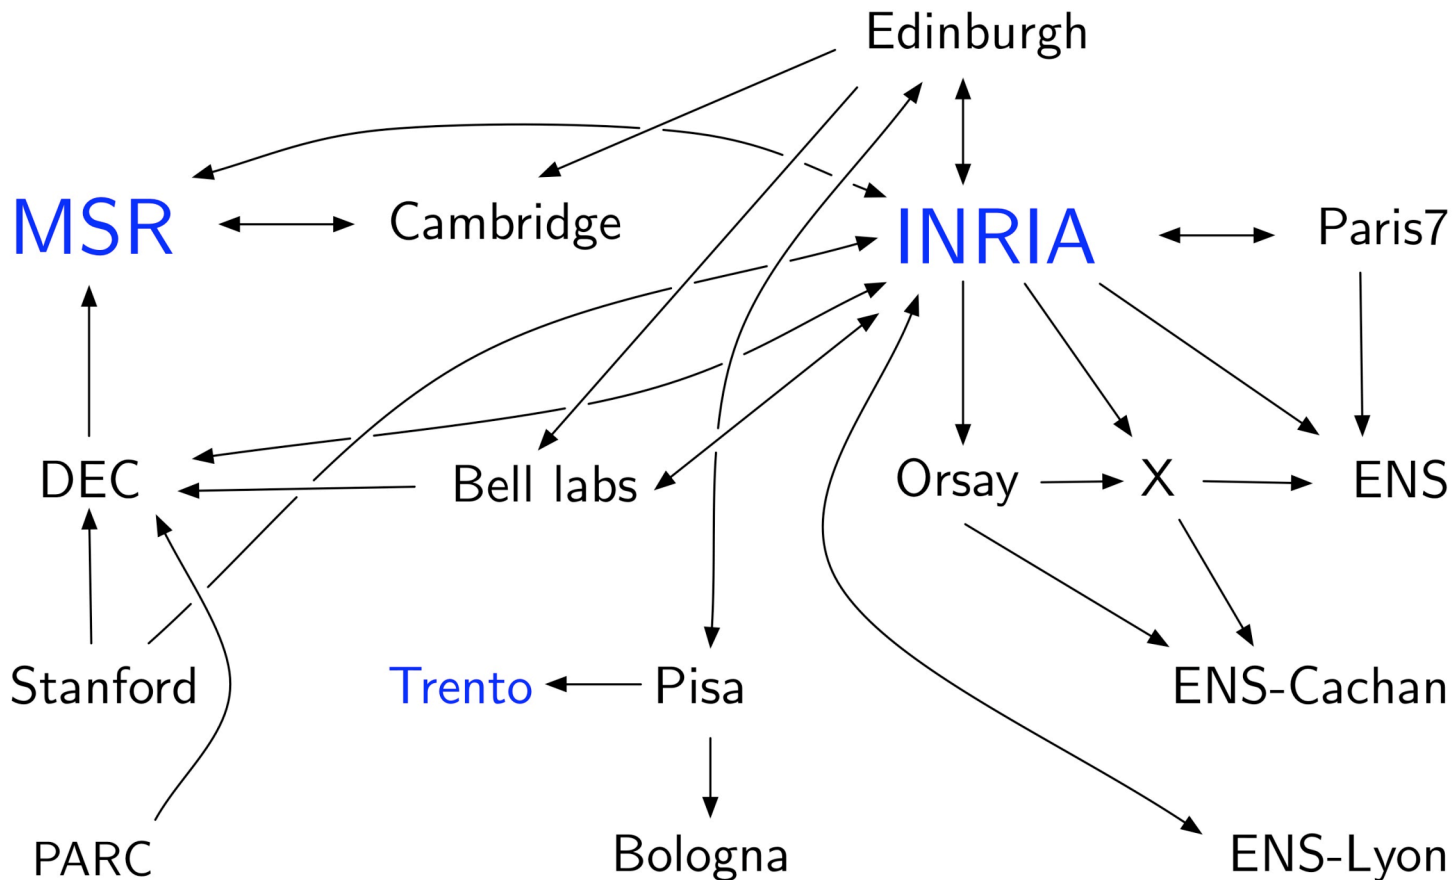 Edinburgh
MSR
Cambridge
INRIA
Paris7
DEC
Bell labs
Orsay
X
ENS
Stanford
Trento
Pisa
ENS-Cachan
PARC
Bologna
ENS-Lyon